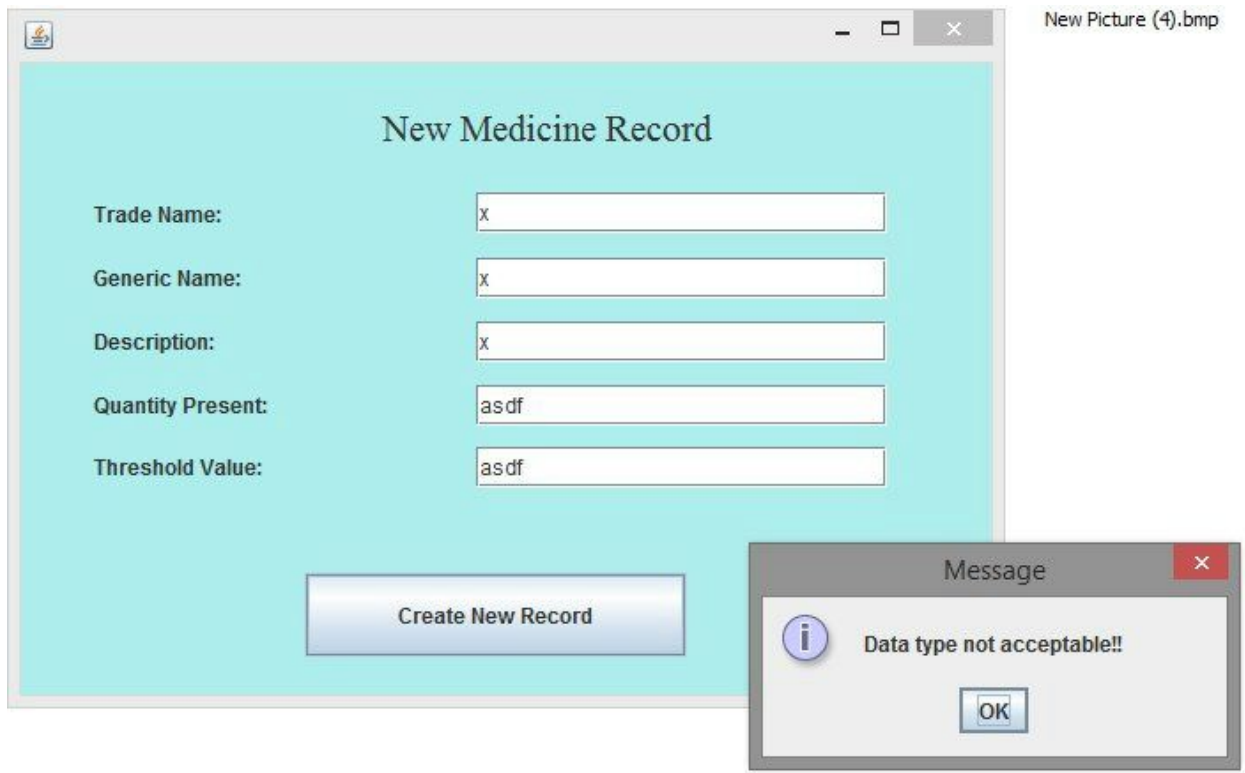 New Picture (4).bmp
New Medicine Record
Trade Name: x
Generic Name: x
Description: x
Quantity Present: asdf
Threshold Value: asdf
Create New Record
Message
i
Data type not acceptable!!
OK